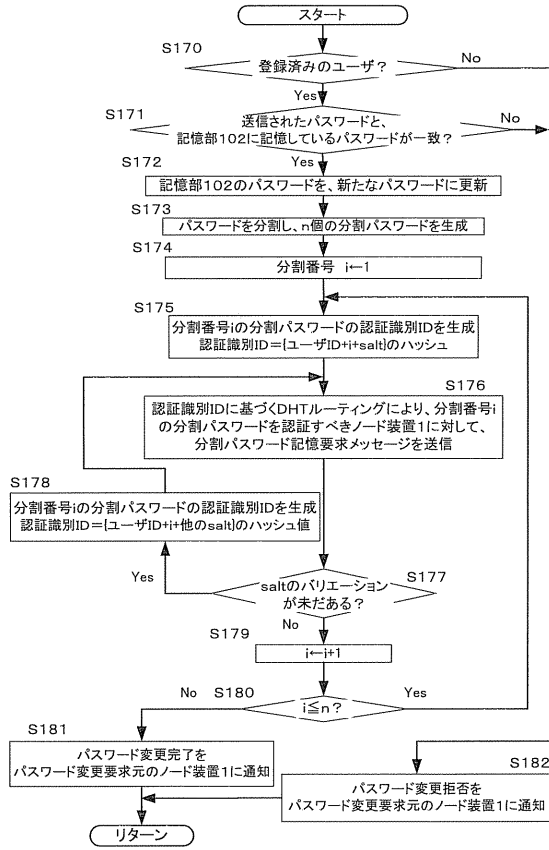 スタート
S170
登録済みのユーザ?
No
Yes
S171
送信されたパスワードと、
記憶部102に記憶しているパスワードが一致?
No
Yes
S172
記憶部102のパスワードを、新たなパスワードに更新
S173
パスワードを分割し、n個の分割パスワードを生成
S174
分割番号 i←1
S175
分割番号iの分割パスワードの認証識別IDを生成
認証識別ID={ユーザID+i+salt}のハッシュ
S176
認証識別IDに基づくDHTルーティングにより、分割番号i
の分割パスワードを認証すべきノード装置1に対して、
分割パスワード記憶要求メッセージを送信
S178
分割番号iの分割パスワードの認証識別IDを生成
認証識別ID={ユーザID+i+他のsalt}のハッシュ値
Yes
S177
saltのバリエーション
が未だある?
No
S179
i←i+1
No
S180
i≦n?
Yes
S181
パスワード変更完了を
パスワード変更要求元のノード装置1に通知
S182
パスワード変更拒否を
パスワード変更要求元のノード装置1に通知
リターン